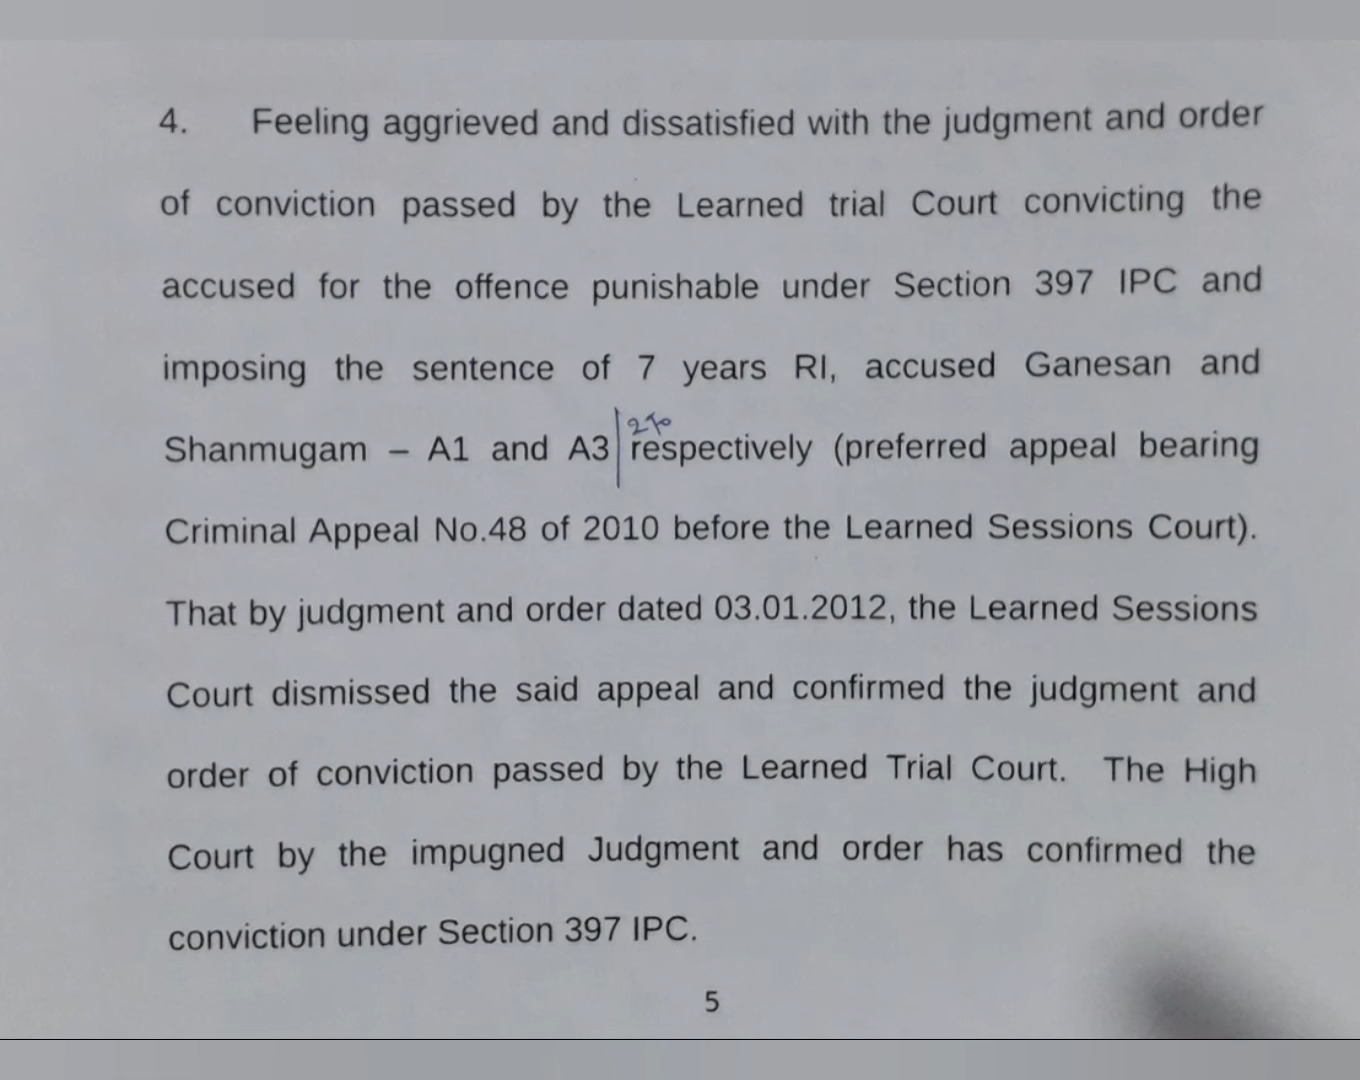 4. Feeling aggrieved and dissatisfied with the judgment and order
of conviction passed by the Learned trial Court convicting the
accused for the offence punishable under Section 397 IPC and
imposing the sentence of 7 years RI, accused Ganesan and
Shanmugam – A1 and A3 respectively (preferred appeal bearing
Criminal Appeal No.48 of 2010 before the Learned Sessions Court).
That by judgment and order dated 03.01.2012, the Learned Sessions
Court dismissed the said appeal and confirmed the judgment and
order of conviction passed by the Learned Trial Court. The High
Court by the impugned Judgment and order has confirmed the
conviction under Section 397 IPC.
5